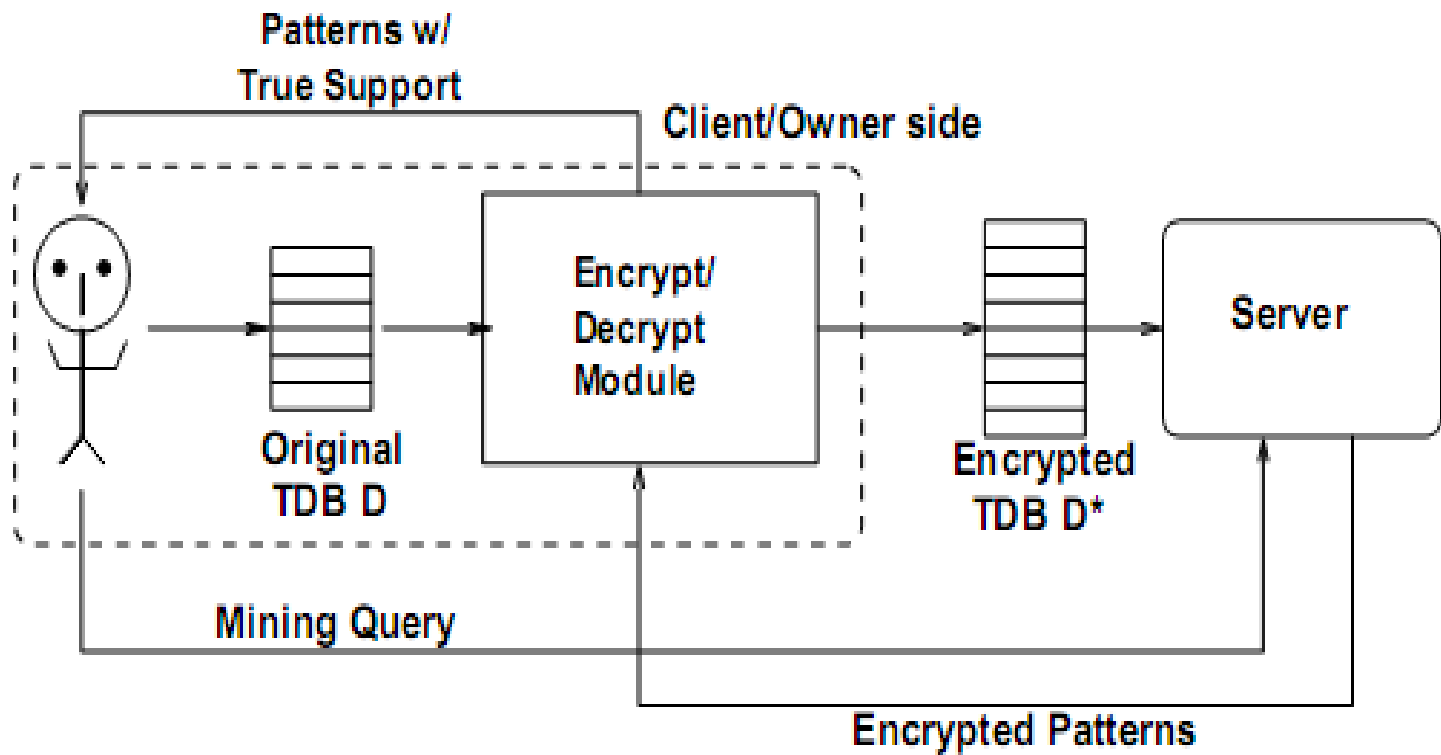 Patterns w/
True Support
Client/Owner side
Encrypt/
Decrypt
Module
Server
Original
TDB D
Encrypted
TDB D*
Mining Query
Encrypted Patterns